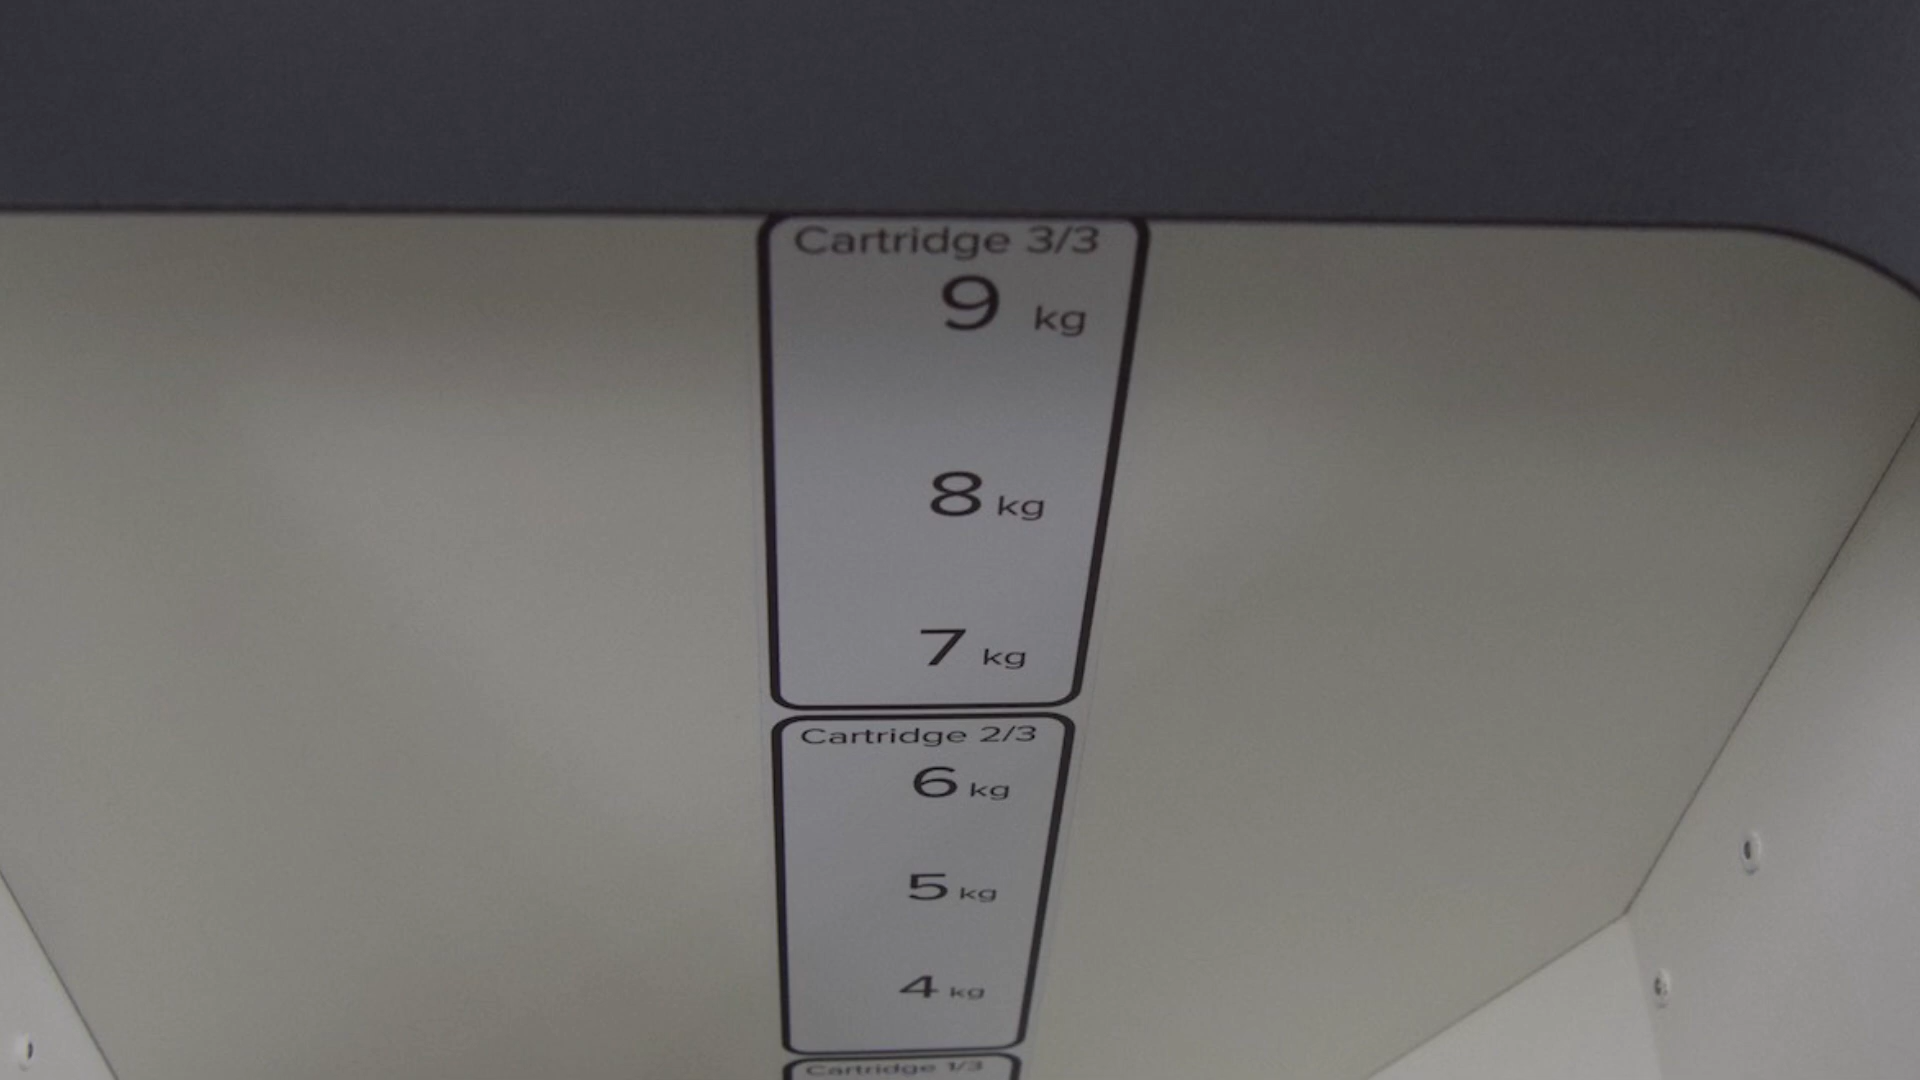 Cartridge 3/3
9 kg
8 kg
7 kg
Cartridge 2/3
6 kg
5 kg
4 kg
Cartridge 1/3